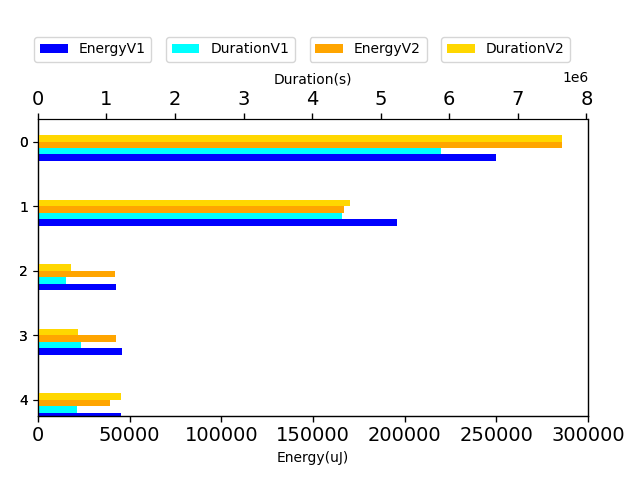 EnergyV1 DurationV1 EnergyV2 DurationV2
Duration(s) 1e6
0 1 2 3 4 5 6 7 8
0
1
2
3
4
0 50000 100000 150000 200000 250000 300000
Energy(uJ)